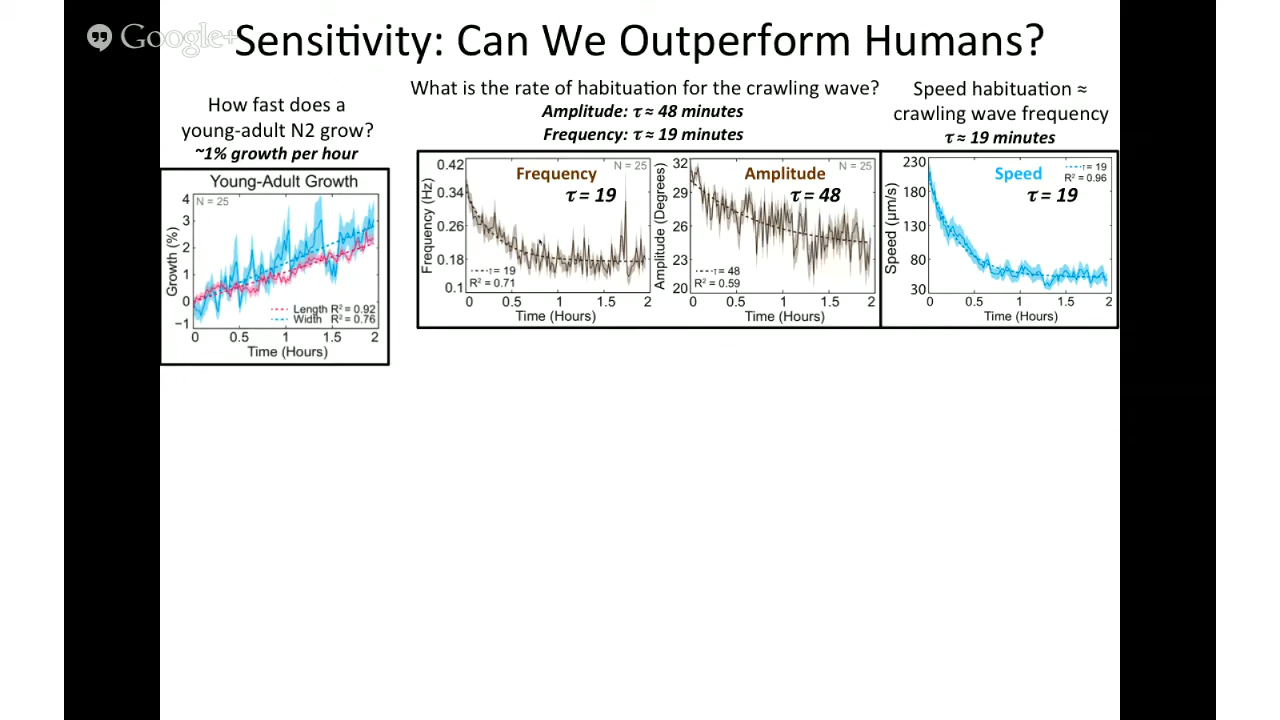 Google+
Sensitivity: Can We Outperform Humans?
How fast does a
young-adult N2 grow?
~1% growth per hour
Young-Adult Growth
N = 25
Growth (%)
4
3
2
1
0
−1
Length R² = 0.92
Width R² = 0.76
0 0.5 1 1.5 2
Time (Hours)
What is the rate of habituation for the crawling wave?
Amplitude: τ ≈ 48 minutes
Frequency: τ ≈ 19 minutes
Frequency (Hz)
0.42
0.34
0.26
0.18
0.1
N = 25
Frequency
τ = 19
τ = 19
R² = 0.71
0 0.5 1 1.5 2
Time (Hours)
Amplitude (Degrees)
32
29
26
23
20
N = 25
Amplitude
τ = 48
τ = 48
R² = 0.59
0 0.5 1 1.5 2
Time (Hours)
Speed habituation ≈
crawling wave frequency
τ ≈ 19 minutes
Speed (μm/s)
230
180
130
80
30
τ = 19
R² = 0.96
Speed
τ = 19
0 0.5 1 1.5 2
Time (Hours)